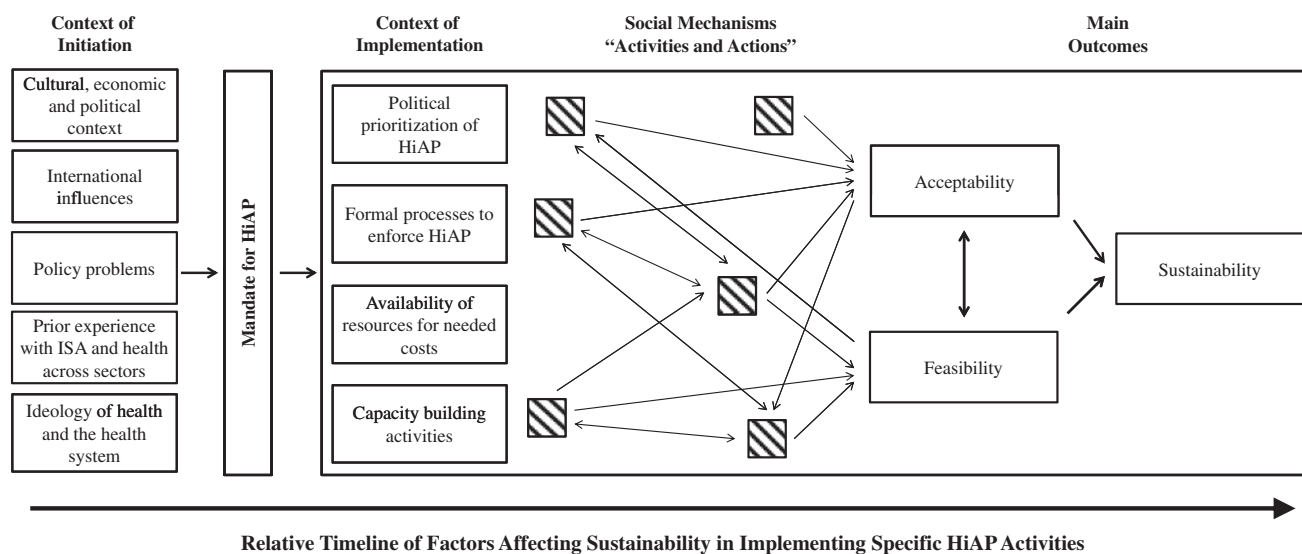 Context of
Initiation
Cultural, economic
and political
context
International
influences
Policy problems
Prior experience
with ISA and health
across sectors
Ideology of health
and the health
system
Mandate for HiAP
Context of
Implementation
Political
prioritization of
HiAP
Formal processes to
enforce HiAP
Availability of
resources for needed
costs
Capacity building
activities
Social Mechanisms
“Activities and Actions”
Main
Outcomes
Acceptability
Feasibility
Sustainability
Relative Timeline of Factors Affecting Sustainability in Implementing Specific HiAP Activities